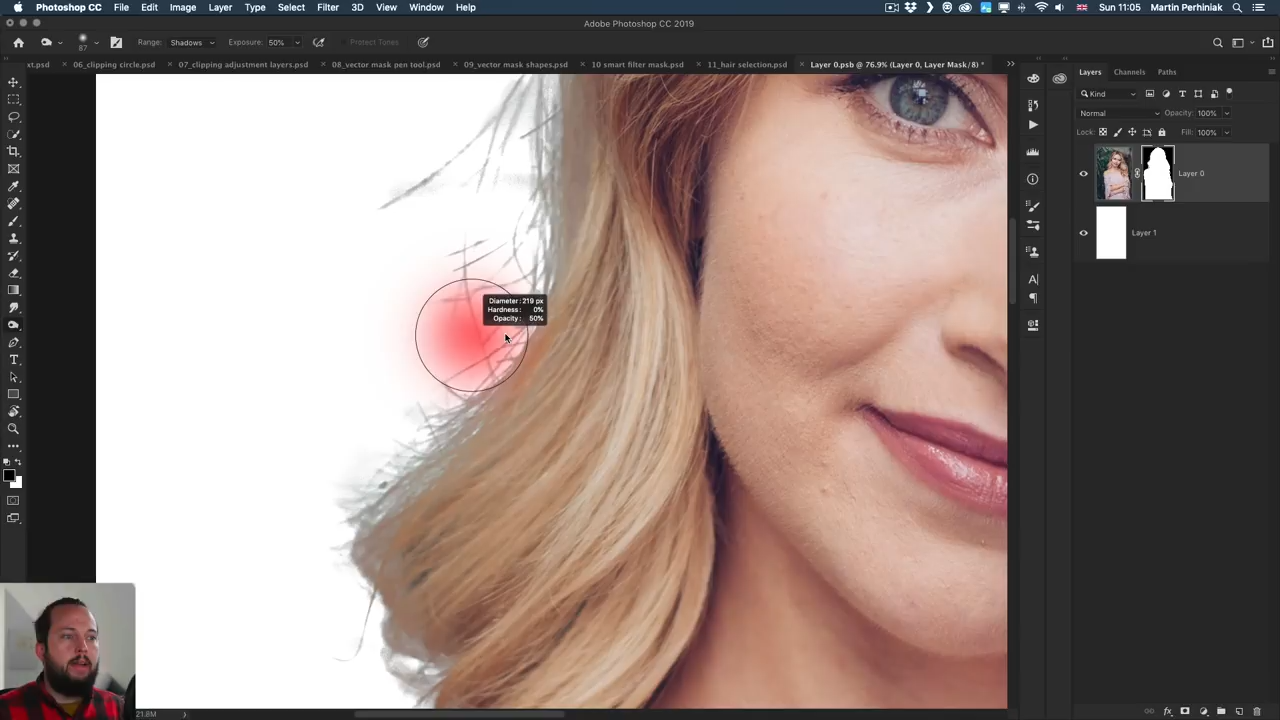 Photoshop CC File Edit Image Layer Type Select Filter 3D View Window Help
Sun 11:05 Martin Perhiniak
Adobe Photoshop CC 2019
87 Range: Shadows Exposure: 50% Protect Tones
xt.psd 06_clipping circle.psd 07_clipping adjustment layers.psd 08_vector mask pen tool.psd 09_vector mask shapes.psd 10 smart filter mask.psd 11_hair selection.psd Layer 0.psb @ 76.9% (Layer 0, Layer Mask/8) *
Layers Channels Paths
Kind
Normal Opacity: 100%
Lock: Fill: 100%
Layer 0
Layer 1
Diameter: 219 px
Hardness: 0%
Opacity: 50%
21.8M